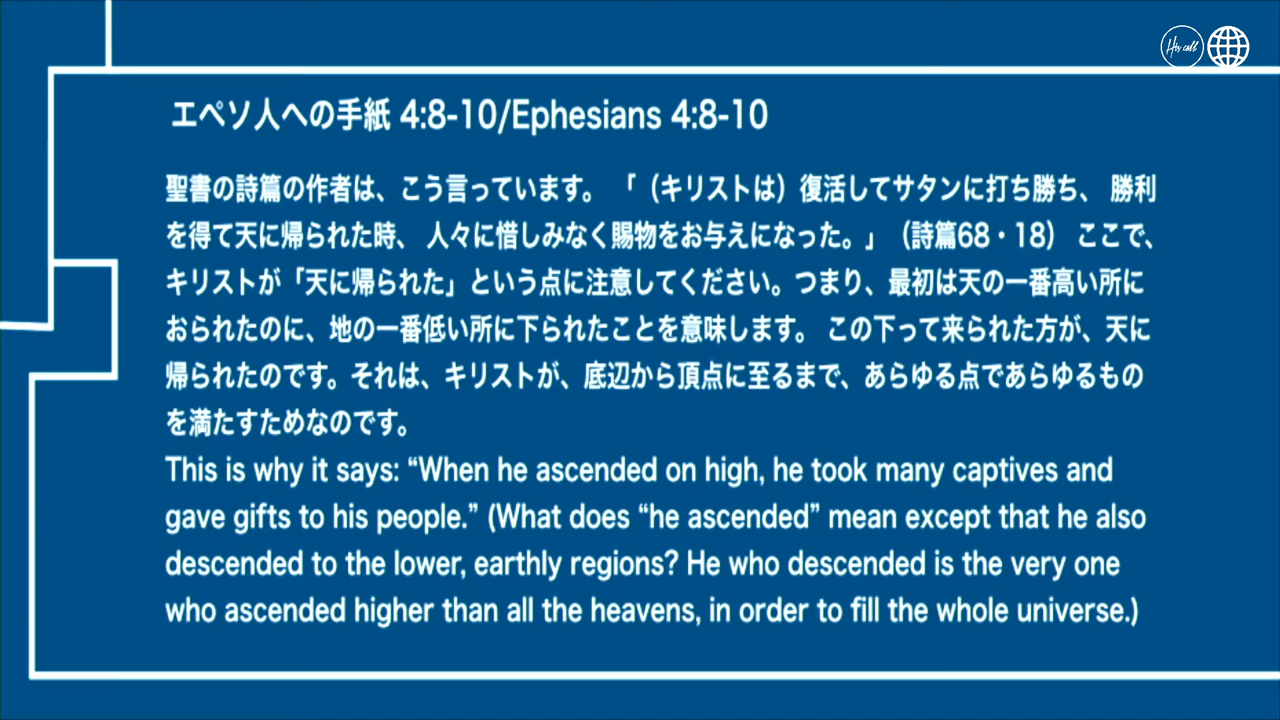 His call
エペソ人への手紙 4:8-10/Ephesians 4:8-10
聖書の詩篇の作者は、こう言っています。 「（キリストは）復活してサタンに打ち勝ち、 勝利
を得て天に帰られた時、 人々に惜しみなく賜物をお与えになった。」（詩篇68・18） ここで、
キリストが「天に帰られた」という点に注意してください。つまり、最初は天の一番高い所に
おられたのに、地の一番低い所に下られたことを意味します。 この下って来られた方が、天に
帰られたのです。それは、キリストが、底辺から頂点に至るまで、あらゆる点であらゆるもの
を満たすためなのです。
This is why it says: “When he ascended on high, he took many captives and
gave gifts to his people.” (What does “he ascended” mean except that he also
descended to the lower, earthly regions? He who descended is the very one
who ascended higher than all the heavens, in order to fill the whole universe.)